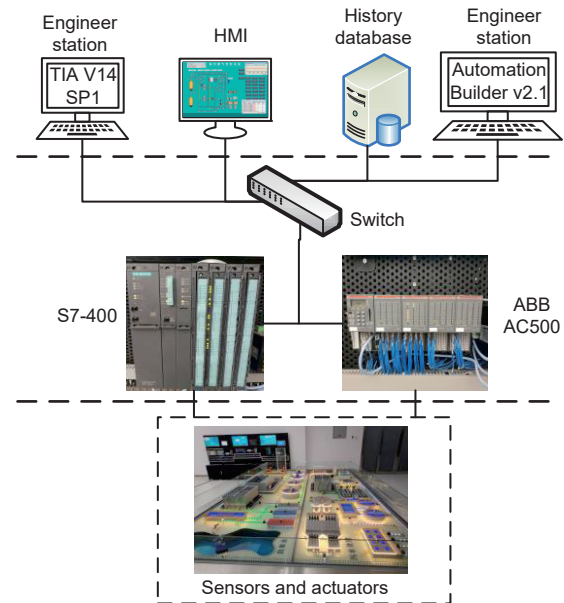 Engineer
station
TIA V14
SP1
HMI
History
database
Engineer
station
Automation
Builder v2.1
Switch
S7-400
ABB
AC500
Sensors and actuators